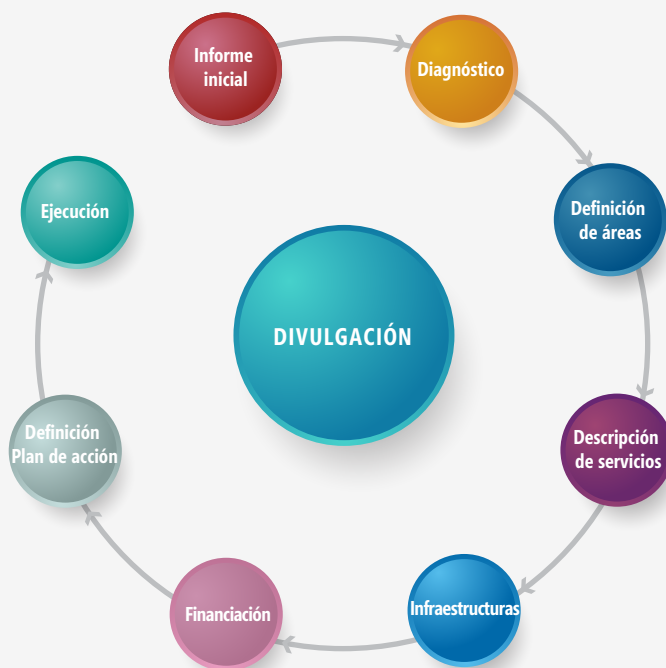 Informe
inicial
Diagnóstico
Definición
de áreas
Descripción
de servicios
Infraestructuras
Financiación
Definición
Plan de acción
Ejecución
DIVULGACIÓN